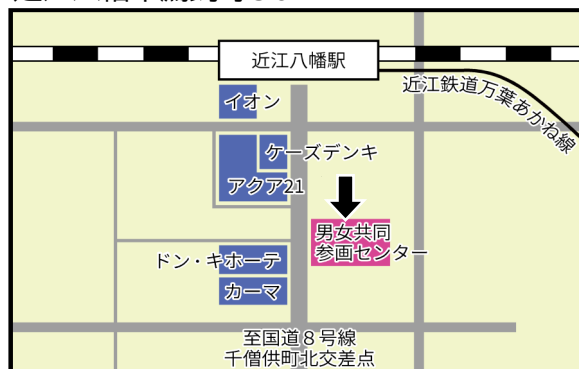 近江八幡駅
近江鉄道万葉あかね線
イオン
ケーズデンキ
アクア21
男女共同
参画センター
ドン・キホーテ
カーマ
至国道８号線
千僧供町北交差点